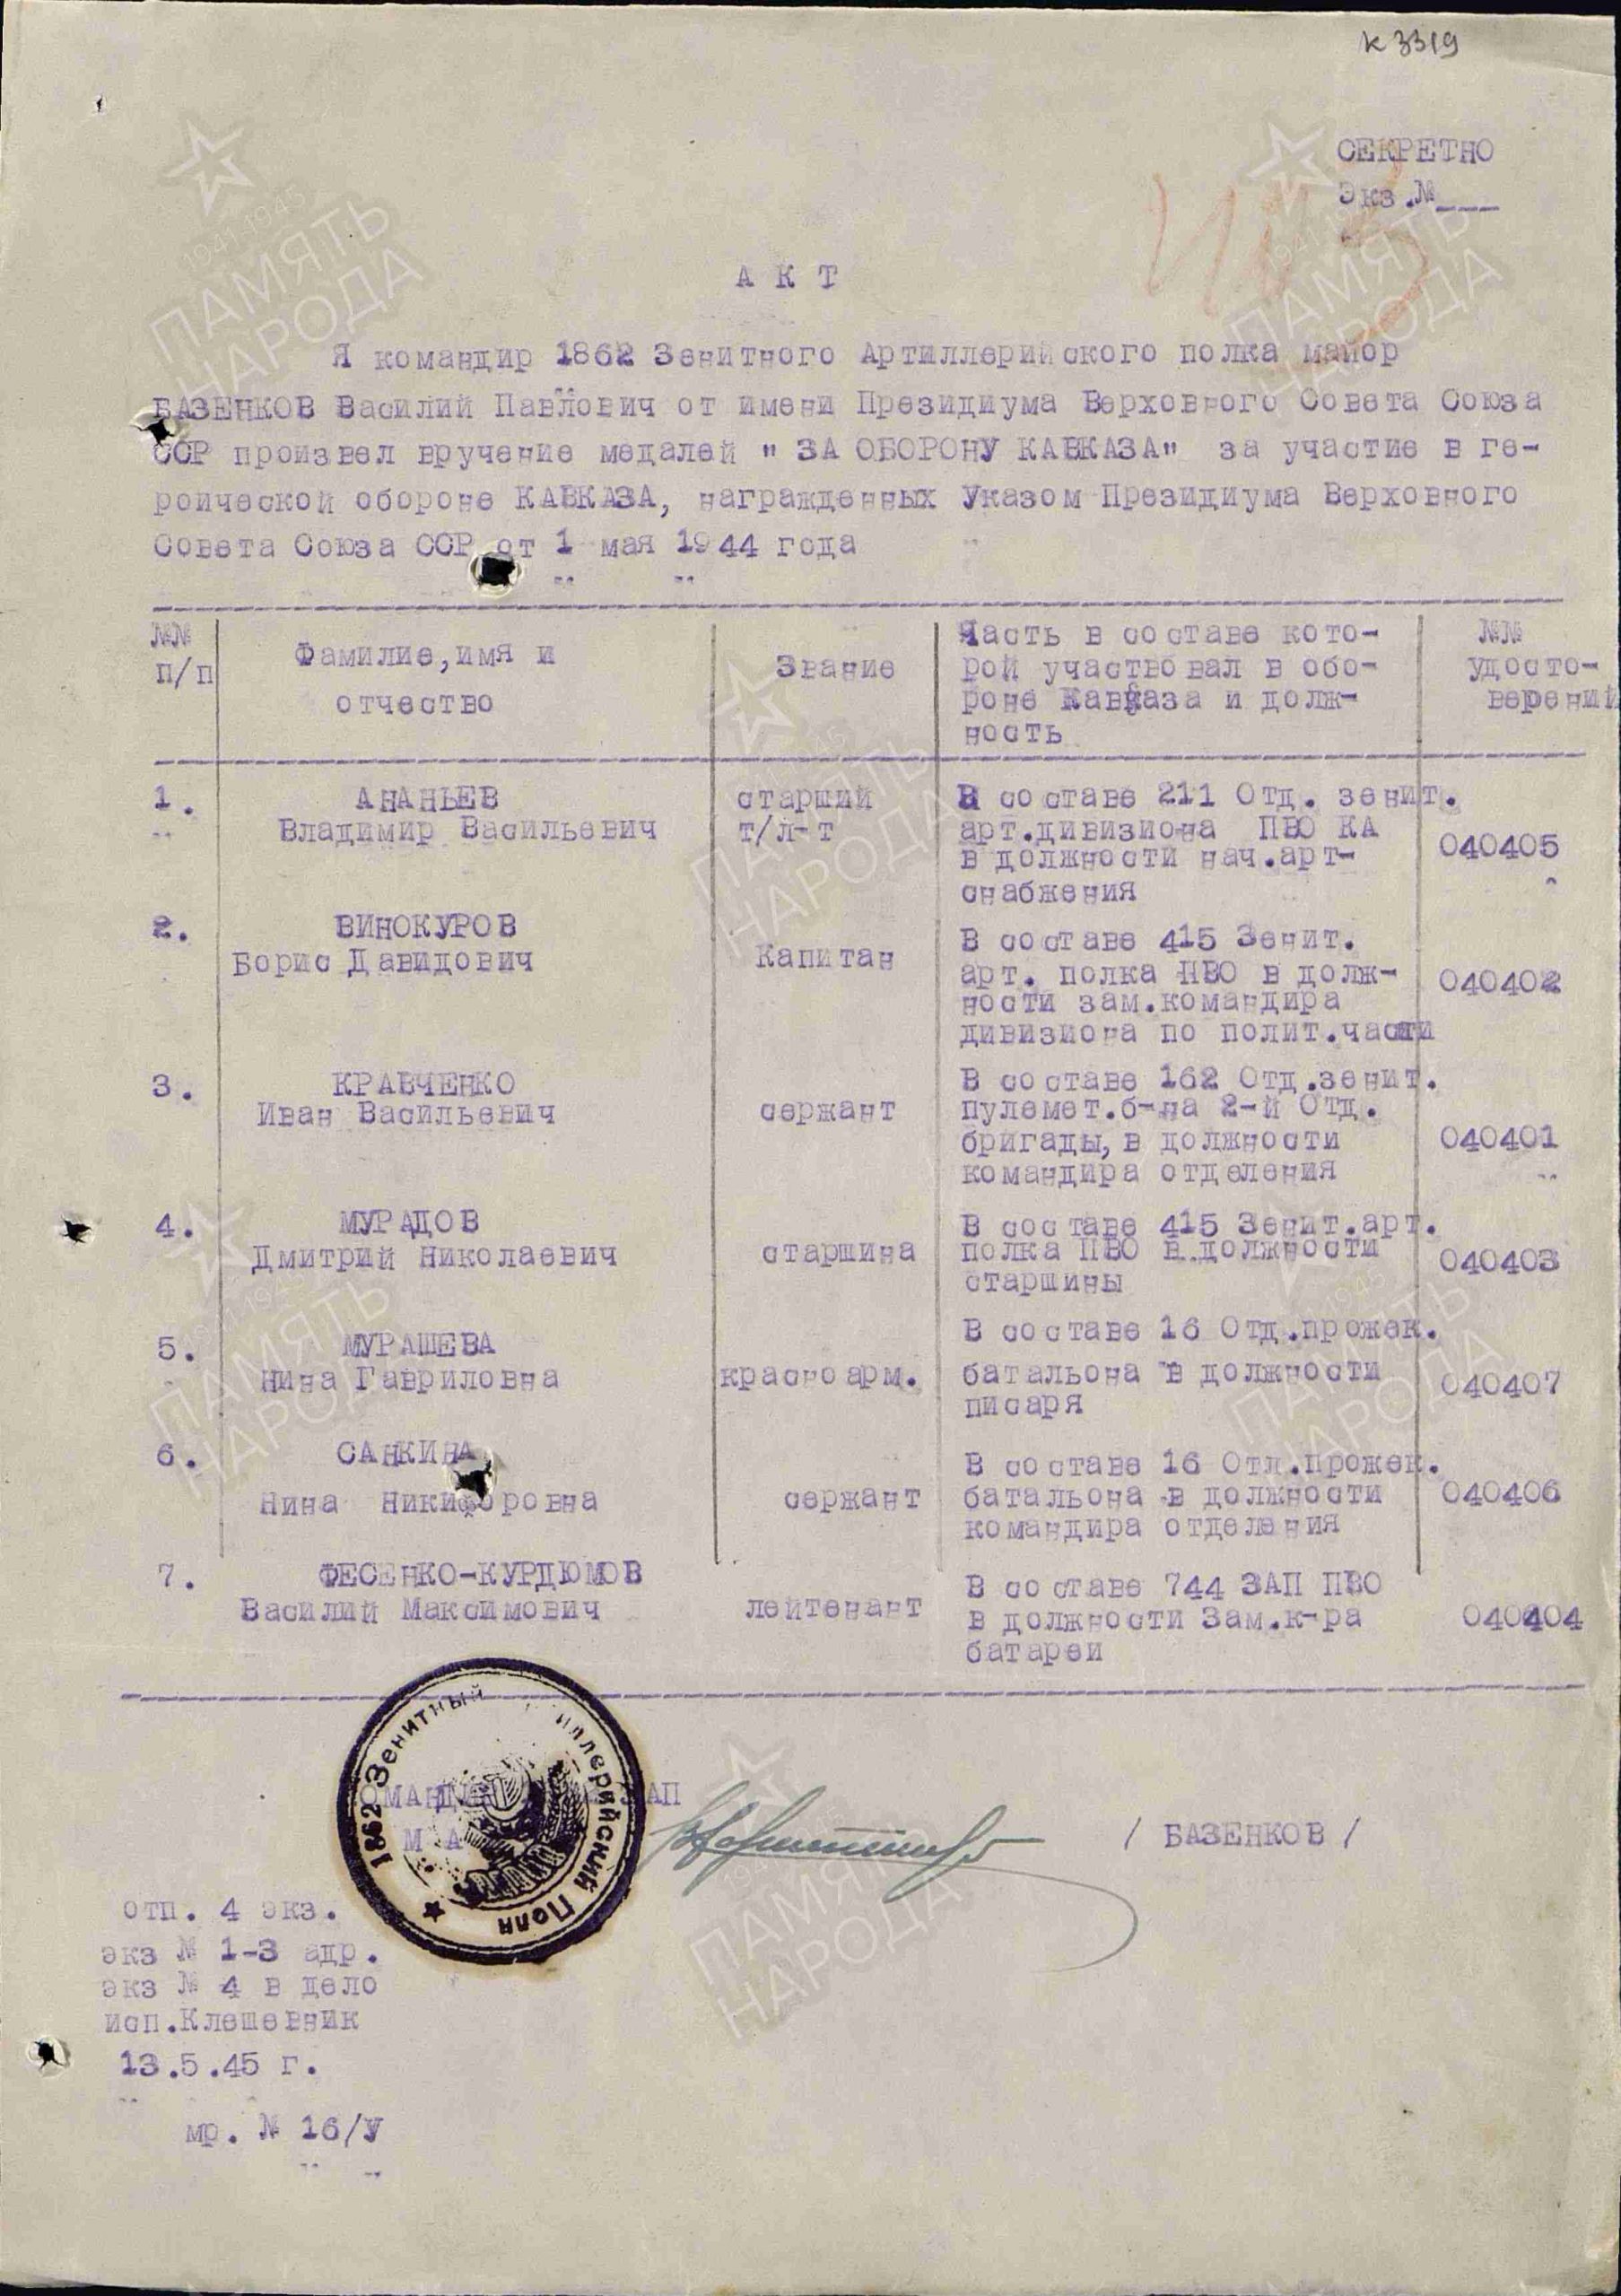 к 3319
СЕКРЕТНО
Экз.№___
А К Т
Я командир 1862 Зенитного Артиллерийского полка майор
БАЗЕНКОВ Василий Павлович от имени Президиума Верховного Совета Союза
ССР произвел вручение медалей " ЗА ОБОРОНУ КАВКАЗА" за участие в ге-
роической обороне КАВКАЗА, награжденных Указом Президиума Верховного
Совета Союза ССР от 1 мая 1944 года
№№ п/п
Фамилие,имя и отчество
Звание
Часть в составе кото-
рой участвовал в обо-
роне Кавказа и долж-
ность
№№
удосто-
верений
1. АНАНЬЕВ старший В составе 211 Отд. зенит.
Владимир Васильевич т/л-т арт.дивизиона ПВО КА 040405
в должности нач.арт-
снабжения
2. ВИНОКУРОВ В составе 415 Зенит.
Борис Давидович Капитан арт. полка ПВО в долж- 040402
ности зам.командира
дивизиона по полит.части
3. КРАВЧЕНКО В составе 162 Отд.зенит.
Иван Васильевич сержант пулемет.б-на 2-й Отд.
бригады,в должности 040401
командира отделения
4. МУРАДОВ В составе 415 Зенит.арт.
Дмитрий Николаевич старшина полка ПВО в должности 040403
старшины
5. МУРАШЕВА В составе 16 Отд.прожек.
Нина Гавриловна красноарм. батальона в должности 040407
писаря
6. САНКИНА В составе 16 Отд.прожек.
Нина Никифоровна сержант батальона в должности 040406
командира отделения
7. ФЕСЕНКО-КУРДЮМОВ В составе 744 ЗАП ПВО
Василий Максимович лейтенант в должности Зам.к-ра 040404
батареи
1862 Зенитный иллерийский Полк
ОМАНД АП
М А
/ БАЗЕНКОВ /
отп. 4 экз.
экз № 1-3 адр.
экз № 4 в дело
исп.Клешевник
13.5.45 г.
мр. № 16/У
1941-1945
ПАМЯТЬ
НАРОДА